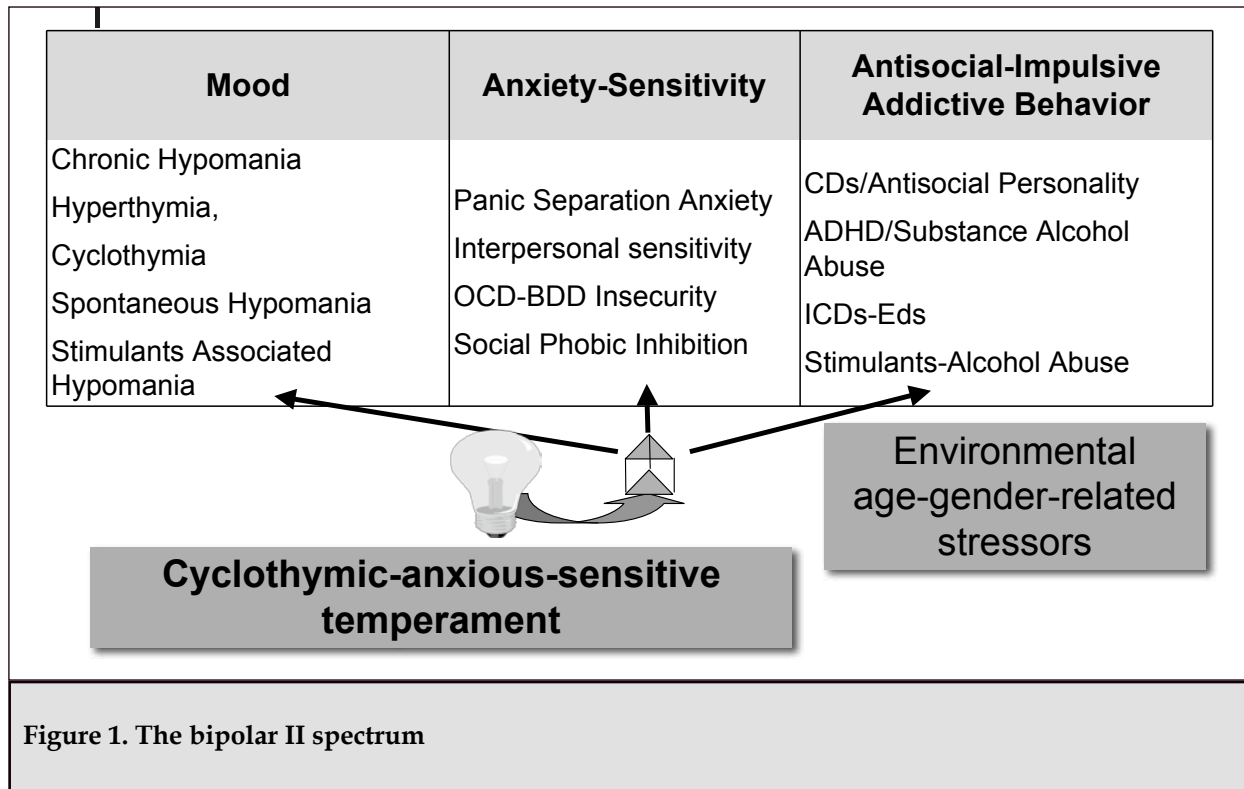 Mood
Anxiety-Sensitivity
Antisocial-Impulsive
Addictive Behavior
Chronic Hypomania
Hyperthymia,
Cyclothymia
Spontaneous Hypomania
Stimulants Associated
Hypomania
Panic Separation Anxiety
Interpersonal sensitivity
OCD-BDD Insecurity
Social Phobic Inhibition
CDs/Antisocial Personality
ADHD/Substance Alcohol
Abuse
ICDs-Eds
Stimulants-Alcohol Abuse
Environmental
age-gender-related
stressors
Cyclothymic-anxious-sensitive
temperament
Figure 1. The bipolar II spectrum